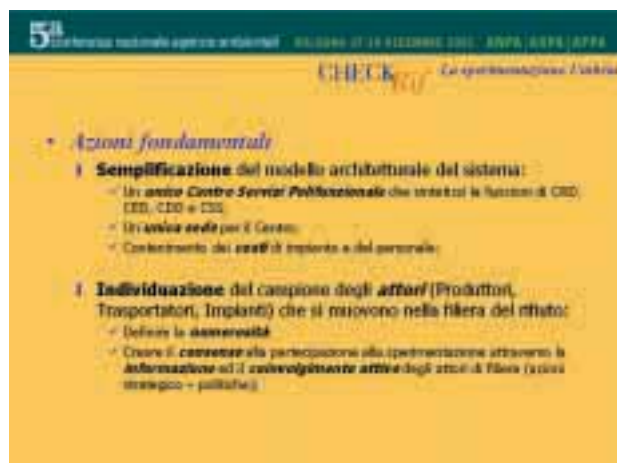 5a
conferenza nazionale agenzie ambientali BOLOGNA 17 19 DICEMBRE 2001 ANPA|ARPA|APPA
CHECK Rif La sperimentazione
• Azioni fondamentali
Semplificazione del modello architetturale del sistema:
Un unico Centro Servizi Polifunzionale che sintetizzi le funzioni di CRD,
CED, CDD e CSS;
Un unica sede per il Centro;
Contenimento dei costi di impianto e del personale;
Individuazione del campione degli attori (Produttori,
Trasportatori, Impianti) che si muovono nella filiera del rifiuto:
Definire la numerosità
Creare il consenso alla partecipazione alla sperimentazione attraverso la
informazione ed il coinvolgimento attivo degli attori di filiera (azioni
strategico – politiche)